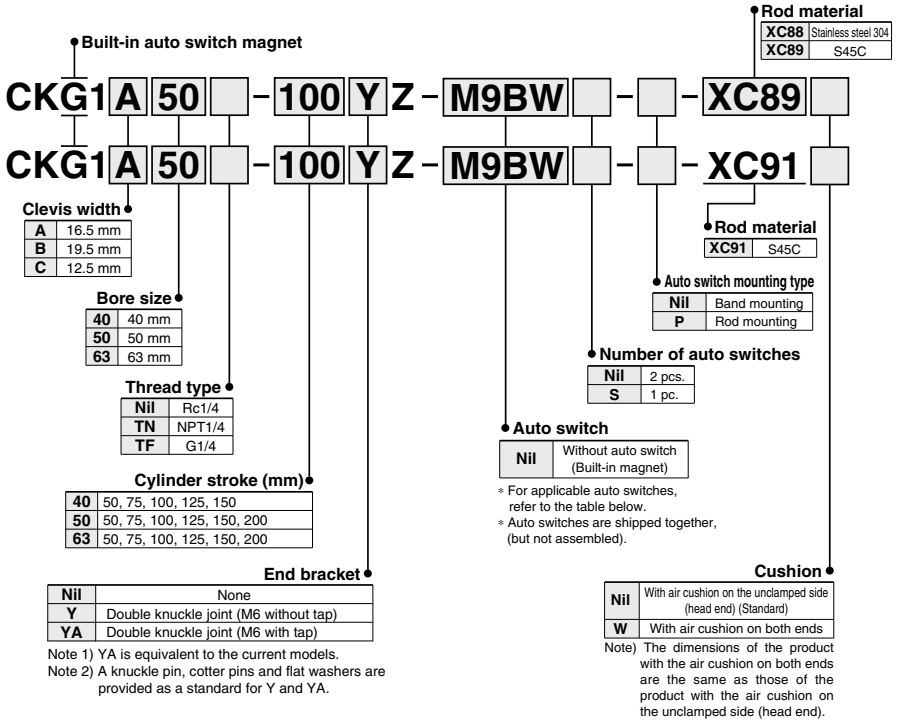 Rod material
XC88 Stainless steel 304
XC89 S45C
Built-in auto switch magnet
CKG1 A 50 – 100 Y Z – M9BW – – XC89
CKG1 A 50 – 100 Y Z – M9BW – – XC91
Clevis width
A 16.5 mm
B 19.5 mm
C 12.5 mm
Rod material
XC91 S45C
Auto switch mounting type
Nil Band mounting
P Rod mounting
Bore size
40 40 mm
50 50 mm
63 63 mm
Number of auto switches
Nil 2 pcs.
S 1 pc.
Thread type
Nil Rc1/4
TN NPT1/4
TF G1/4
Auto switch
Nil Without auto switch
(Built-in magnet)
* For applicable auto switches,
refer to the table below.
* Auto switches are shipped together,
(but not assembled).
Cylinder stroke (mm)
40 50, 75, 100, 125, 150
50 50, 75, 100, 125, 150, 200
63 50, 75, 100, 125, 150, 200
End bracket
Nil None
Y Double knuckle joint (M6 without tap)
YA Double knuckle joint (M6 with tap)
Note 1) YA is equivalent to the current models.
Note 2) A knuckle pin, cotter pins and flat washers are
provided as a standard for Y and YA.
Cushion
Nil With air cushion on the unclamped side
(head end) (Standard)
W With air cushion on both ends
Note) The dimensions of the product
with the air cushion on both ends
are the same as those of the
product with the air cushion on
the unclamped side (head end).